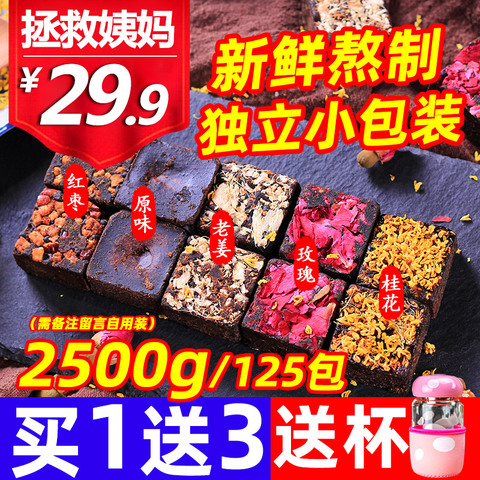 拯救姨妈
¥29.9
新鲜熬制
独立小包装
红枣
原味
老姜
玫瑰
桂花
（需备注留言自用装）
2500g/125包
买1送3送杯